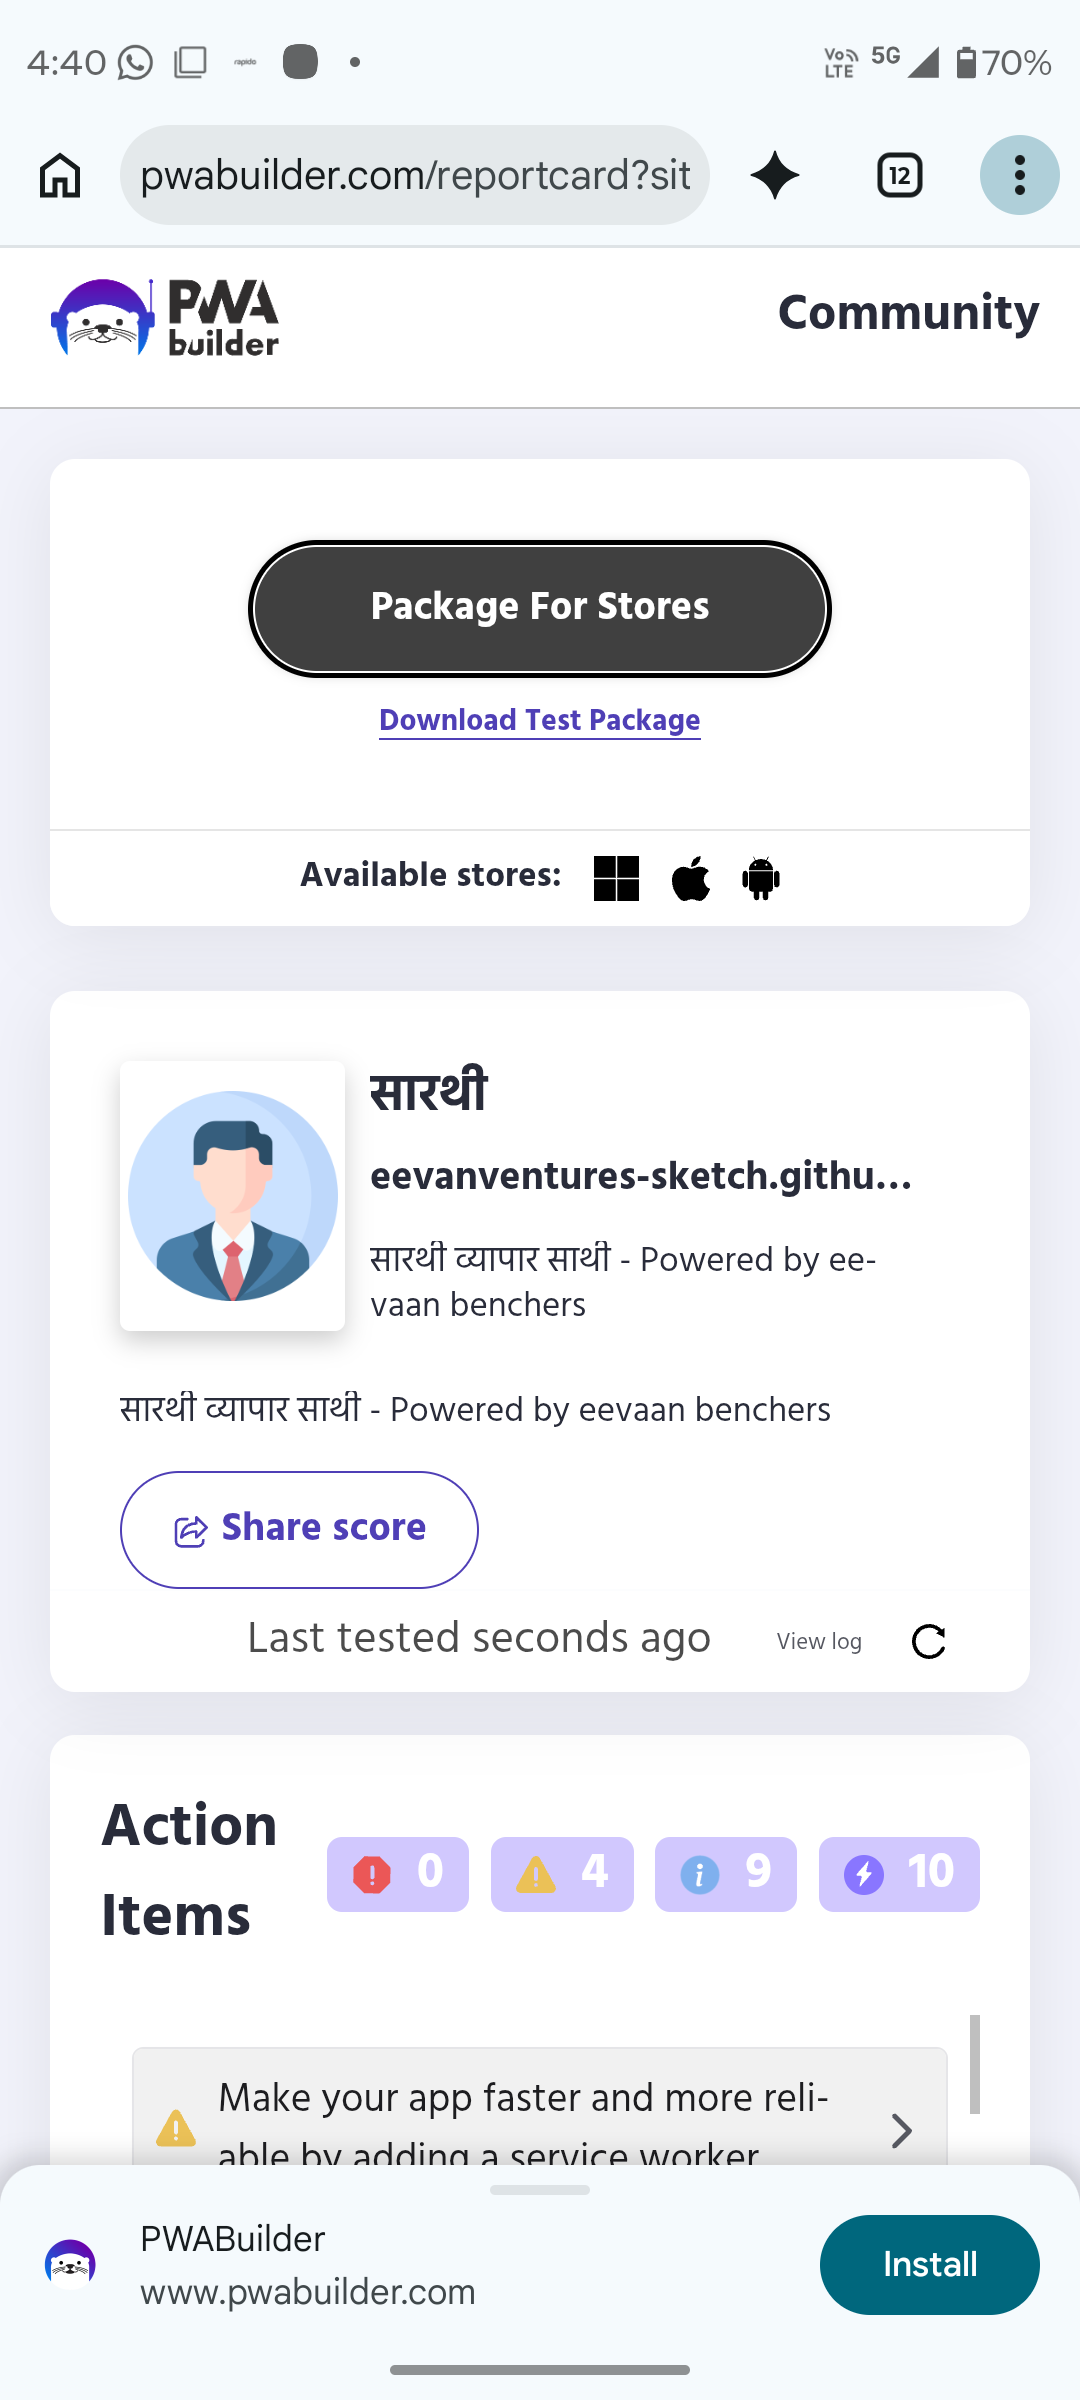 4:40
rapido
Vo)) LTE 5G 70%
pwabuilder.com/reportcard?sit
12
PWA builder
Community
Package For Stores
Download Test Package
Available stores:
सारथी
eevanventures-sketch.githu...
सारथी व्यापार साथी - Powered by ee-
vaan benchers
सारथी व्यापार साथी - Powered by eevaan benchers
Share score
Last tested seconds ago
View log
Action
Items
0 4 9 10
Make your app faster and more reli-
able by adding a service worker
PWABuilder
www.pwabuilder.com
Install